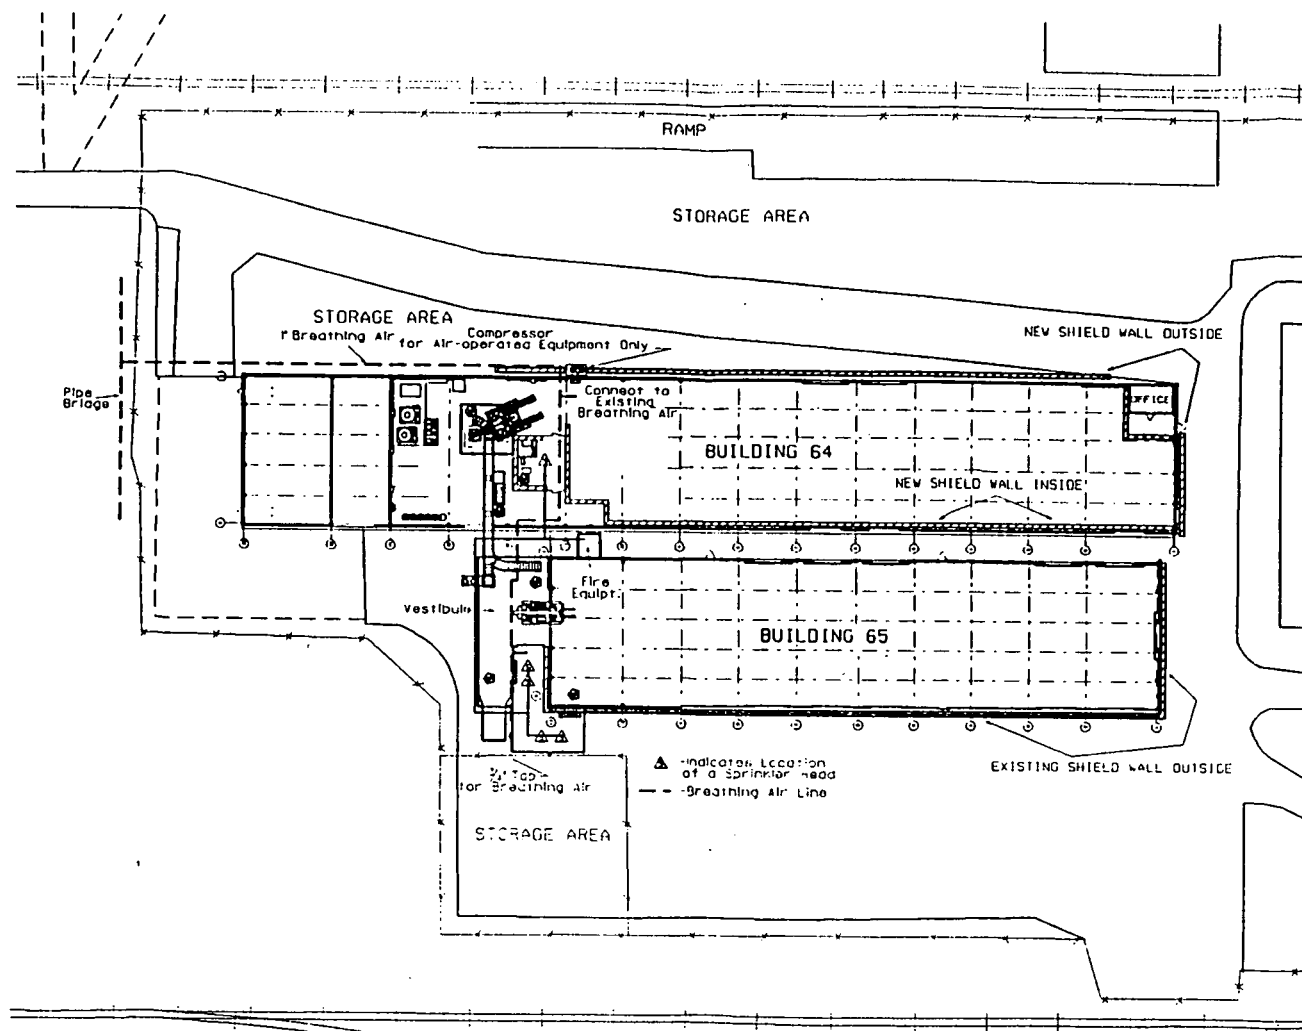 RAMP
STORAGE AREA
STORAGE AREA
1" Breathing Air
Compressor
for Air-operated Equipment Only
NEW SHIELD WALL OUTSIDE
Pipe
Bridge
Connect to
Existing
Breathing Air
OFFICE
BUILDING 64
NEW SHIELD WALL INSIDE
Fire
Equipt.
Vestibule
BUILDING 65
-Indicates Location
of a Sprinkler Head
-Breathing Air Line
EXISTING SHIELD WALL OUTSIDE
Tap
for Breathing Air
STORAGE AREA